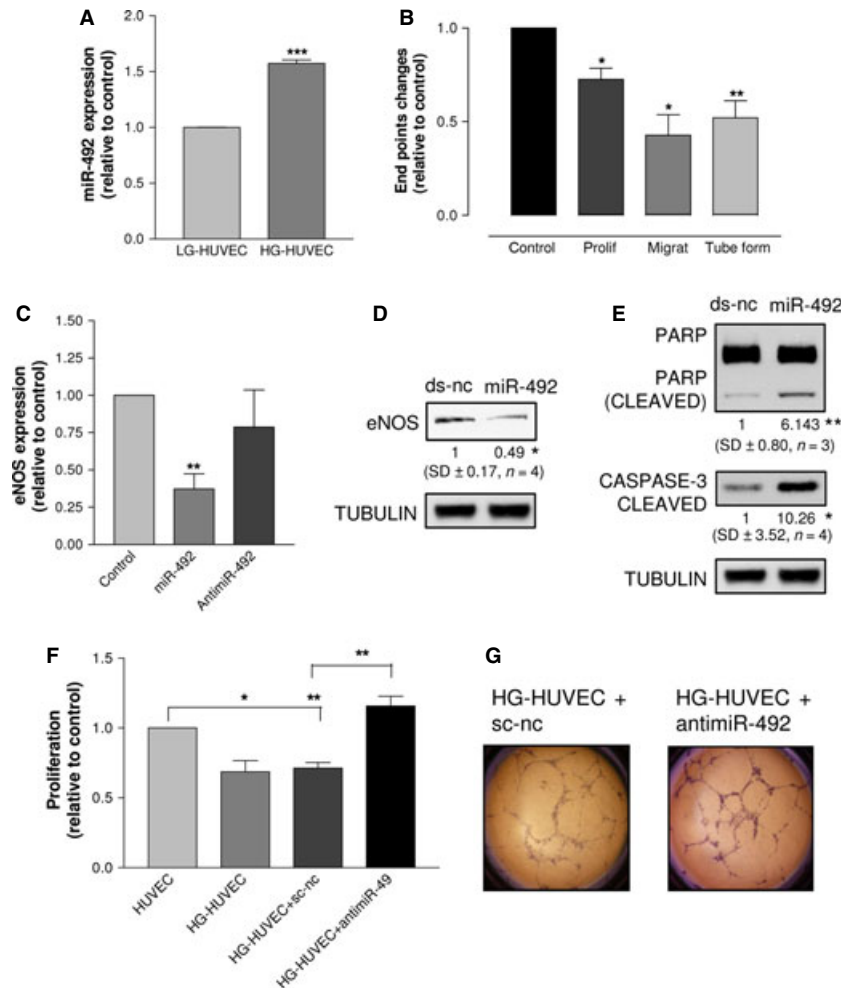 A
miR-492 expression
(relative to control)
2.0
1.5
1.0
0.5
0.0
***
LG-HUVEC HG-HUVEC
B
End points changes
(relative to control)
1.0
0.5
0.0
*
*
**
Control Prolif Migrat Tube form
C
eNOS expression
(relative to control)
1.50
1.25
1.00
0.75
0.50
0.25
0.00
**
Control
miR-492
AntimiR-492
D
ds-nc miR-492
eNOS
1 0.49 *
(SD ± 0.17, n = 4)
TUBULIN
E
ds-nc miR-492
PARP
PARP
(CLEAVED)
1 6.143 **
(SD ± 0.80, n = 3)
CASPASE-3
CLEAVED
1 10.26 *
(SD ± 3.52, n = 4)
TUBULIN
F
Proliferation
(relative to control)
1.5
1.0
0.5
0.0
**
* **
HUVEC
HG-HUVEC
HG-HUVEC+sc-nc
HG-HUVEC+antimiR-49
G
HG-HUVEC +
sc-nc
HG-HUVEC +
antimiR-492